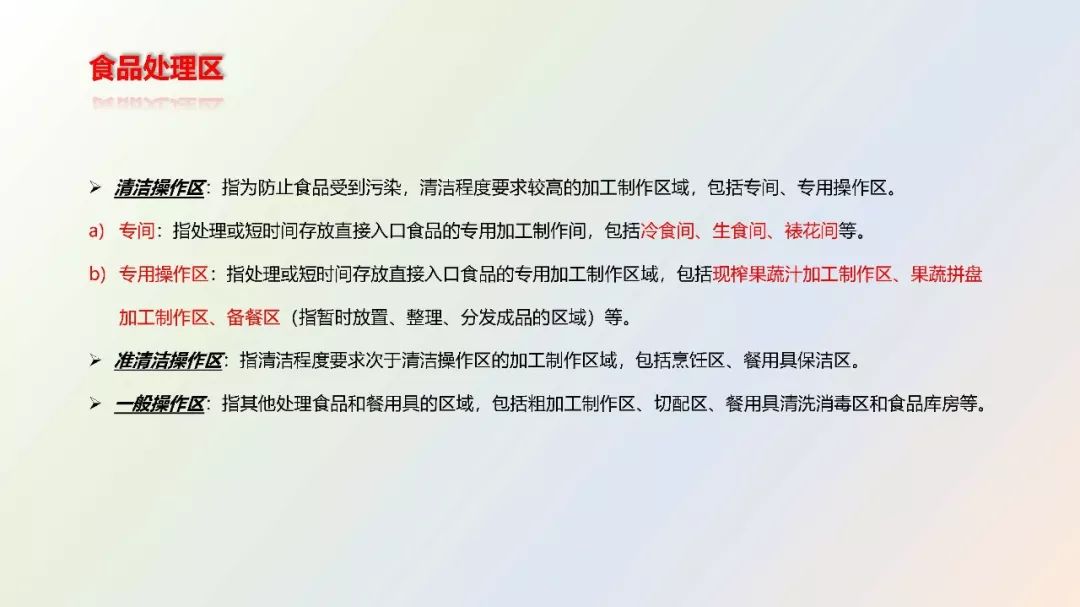 食品处理区
➢ 清洁操作区：指为防止食品受到污染，清洁程度要求较高的加工制作区域，包括专间、专用操作区。
a) 专间：指处理或短时间存放直接入口食品的专用加工制作间，包括冷食间、生食间、裱花间等。
b) 专用操作区：指处理或短时间存放直接入口食品的专用加工制作区域，包括现榨果蔬汁加工制作区、果蔬拼盘
加工制作区、备餐区（指暂时放置、整理、分发成品的区域）等。
➢ 准清洁操作区：指清洁程度要求次于清洁操作区的加工制作区域，包括烹饪区、餐用具保洁区。
➢ 一般操作区：指其他处理食品和餐用具的区域，包括粗加工制作区、切配区、餐用具清洗消毒区和食品库房等。